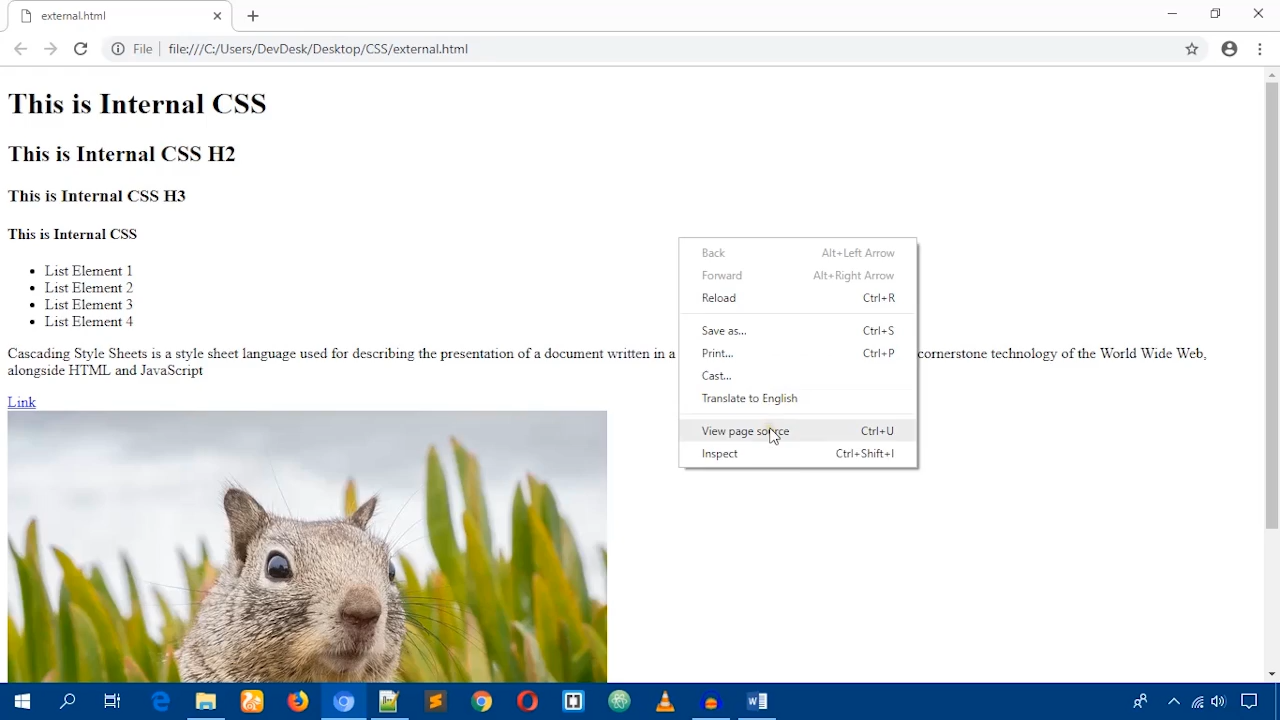 external.html
File
file:///C:/Users/DevDesk/Desktop/CSS/external.html
This is Internal CSS
This is Internal CSS H2
This is Internal CSS H3
This is Internal CSS
List Element 1
List Element 2
List Element 3
List Element 4
Cascading Style Sheets is a style sheet language used for describing the presentation of a document written in a cornerstone technology of the World Wide Web,
alongside HTML and JavaScript
Link
Back Alt+Left Arrow
Forward Alt+Right Arrow
Reload Ctrl+R
Save as... Ctrl+S
Print... Ctrl+P
Cast...
Translate to English
View page source Ctrl+U
Inspect Ctrl+Shift+I